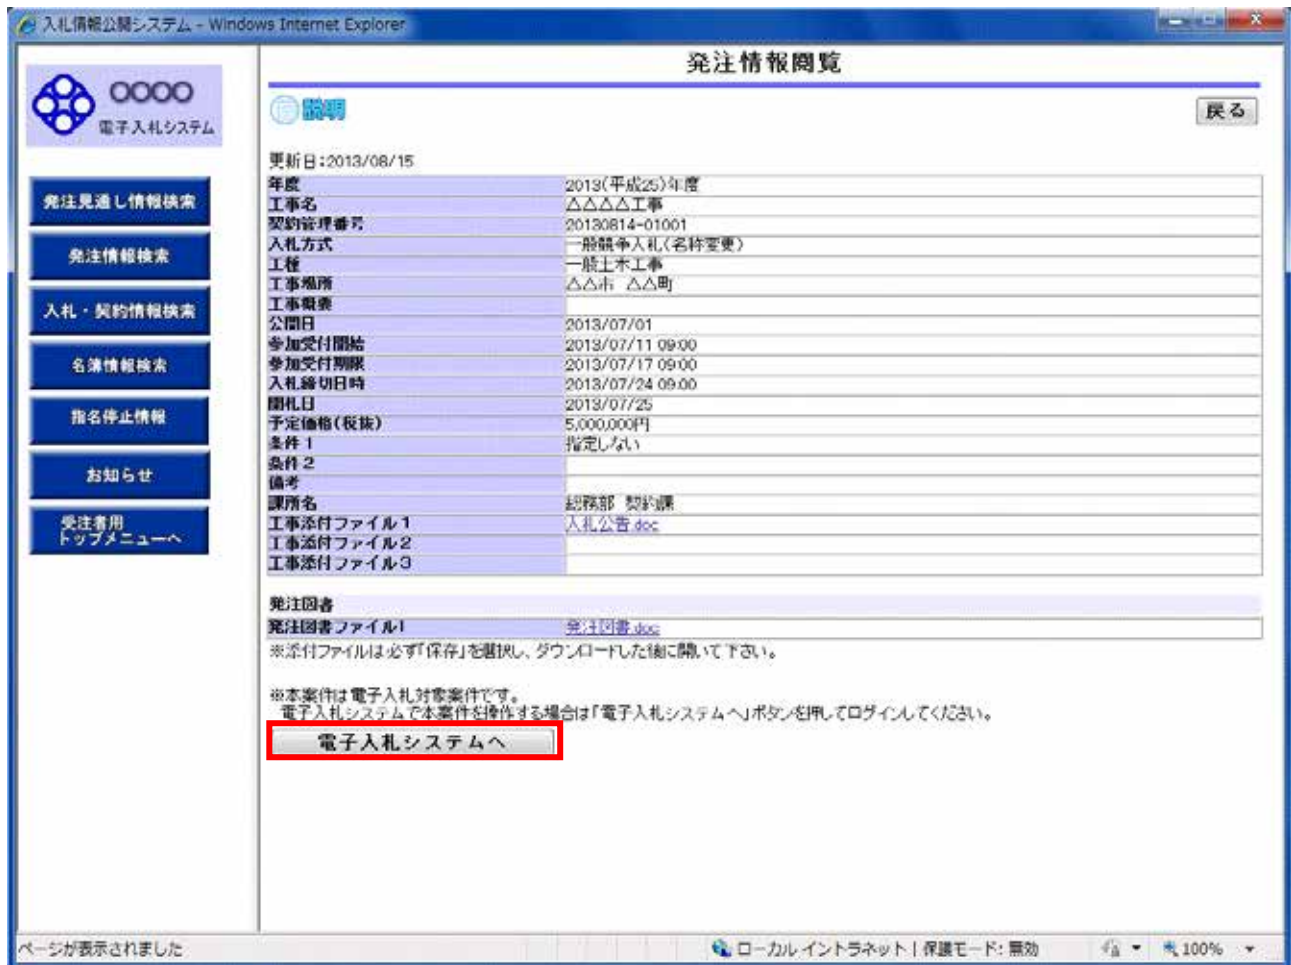 入札情報公開システム - Windows Internet Explorer
〇〇〇〇
電子入札システム
発注見通し情報検索
発注情報検索
入札・契約情報検索
名簿情報検索
指名停止情報
お知らせ
受注者用
トップメニューへ
発注情報閲覧
説明
戻る
更新日:2013/08/15
年度 2013(平成25)年度
工事名 △△△△工事
契約管理番号 20130814-01001
入札方式 一般競争入札(名称変更)
工種 一般土木工事
工事場所 △△市 △△町
工事概要
公開日 2013/07/01
参加受付開始 2013/07/11 09:00
参加受付期限 2013/07/17 09:00
入札締切日時 2013/07/24 09:00
開札日 2013/07/25
予定価格(税抜) 5,000,000円
条件1 指定しない
条件2
備考
課所名 総務部 契約課
工事添付ファイル1 入札公告.doc
工事添付ファイル2
工事添付ファイル3
発注図書
発注図書ファイル1 発注図書.doc
※添付ファイルは必ず「保存」を選択し、ダウンロードした後に開いて下さい。
※本案件は電子入札対象案件です。
電子入札システムで本案件を操作する場合は「電子入札システムへ」ボタンを押してログインしてください。
電子入札システムへ
ページが表示されました
ローカル イントラネット | 保護モード: 無効
100%